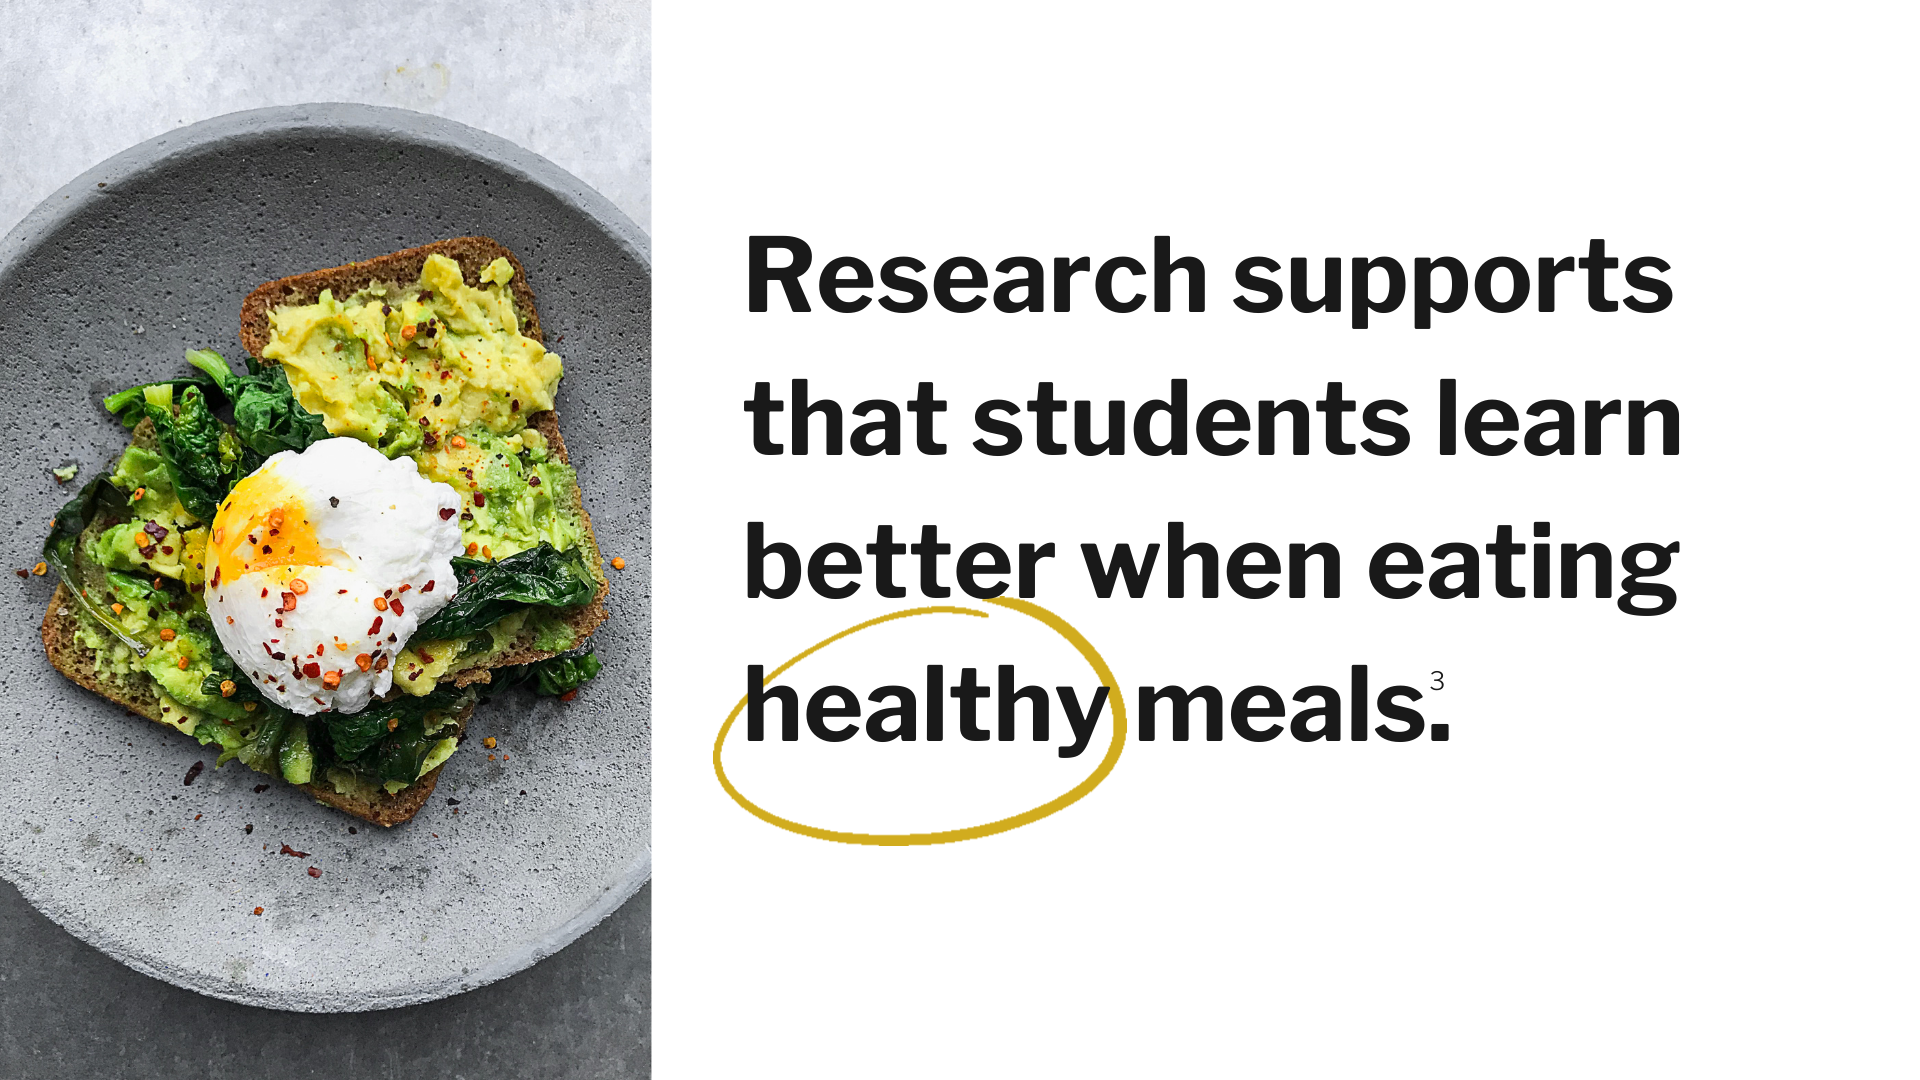 Research supports
that students learn
better when eating
healthy meals.³